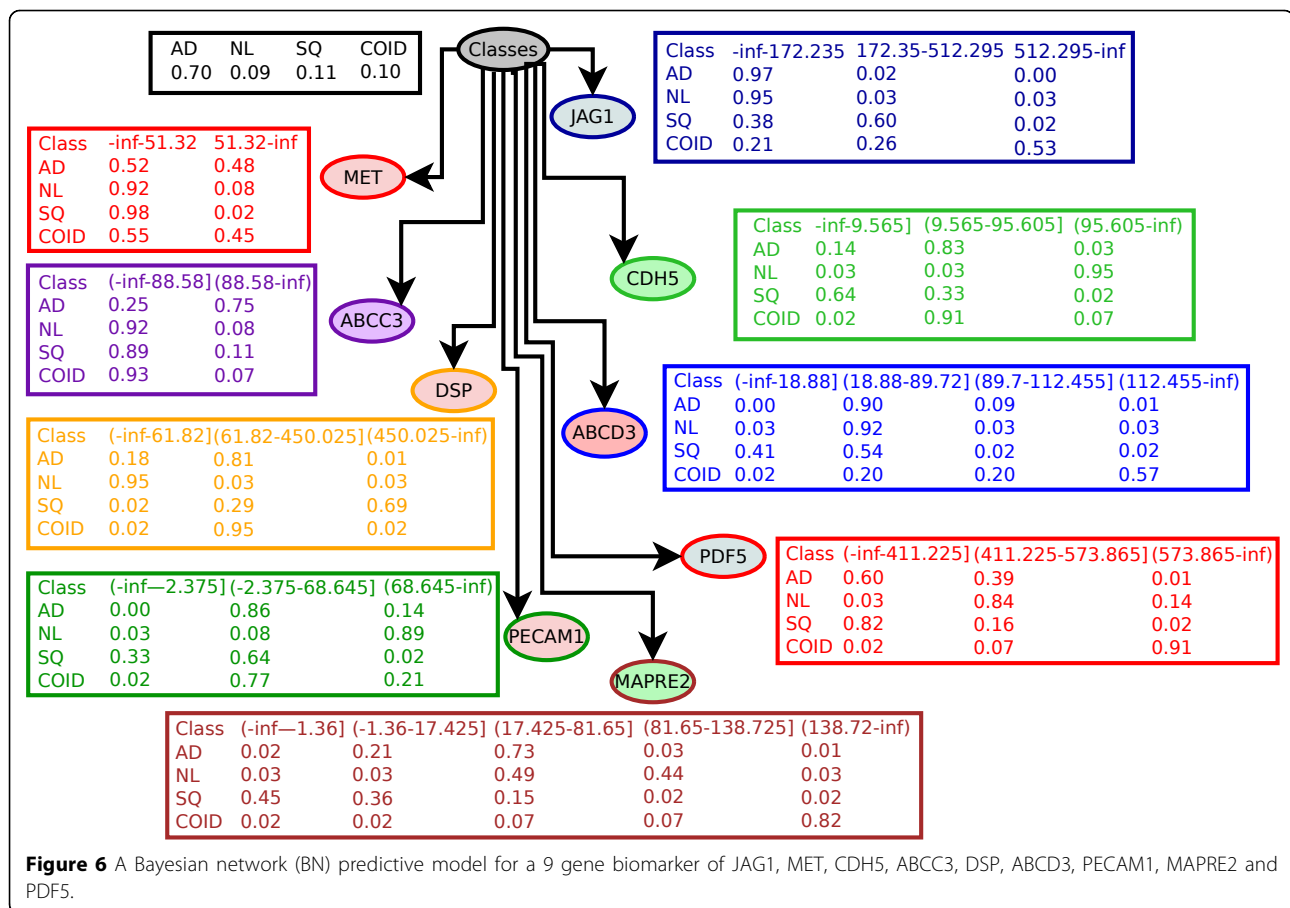 AD NL SQ COID
0.70 0.09 0.11 0.10
Classes
JAG1
Class -inf-172.235 172.35-512.295 512.295-inf
AD 0.97 0.02 0.00
NL 0.95 0.03 0.03
SQ 0.38 0.60 0.02
COID 0.21 0.26 0.53
Class -inf-51.32 51.32-inf
AD 0.52 0.48
NL 0.92 0.08
SQ 0.98 0.02
COID 0.55 0.45
MET
Class -inf-9.565] (9.565-95.605] (95.605-inf)
AD 0.14 0.83 0.03
NL 0.03 0.03 0.95
SQ 0.64 0.33 0.02
COID 0.02 0.91 0.07
CDH5
Class (-inf-88.58] (88.58-inf)
AD 0.25 0.75
NL 0.92 0.08
SQ 0.89 0.11
COID 0.93 0.07
ABCC3
DSP
Class (-inf-18.88] (18.88-89.72] (89.7-112.455] (112.455-inf)
AD 0.00 0.90 0.09 0.01
NL 0.03 0.92 0.03 0.03
SQ 0.41 0.54 0.02 0.02
COID 0.02 0.20 0.20 0.57
ABCD3
Class (-inf-61.82] (61.82-450.025] (450.025-inf)
AD 0.18 0.81 0.01
NL 0.95 0.03 0.03
SQ 0.02 0.29 0.69
COID 0.02 0.95 0.02
PDF5
Class (-inf-411.225] (411.225-573.865] (573.865-inf)
AD 0.60 0.39 0.01
NL 0.03 0.84 0.14
SQ 0.82 0.16 0.02
COID 0.02 0.07 0.91
Class (-inf—2.375] (-2.375-68.645] (68.645-inf)
AD 0.00 0.86 0.14
NL 0.03 0.08 0.89
SQ 0.33 0.64 0.02
COID 0.02 0.77 0.21
PECAM1
MAPRE2
Class (-inf—1.36] (-1.36-17.425] (17.425-81.65] (81.65-138.725] (138.72-inf)
AD 0.02 0.21 0.73 0.03 0.01
NL 0.03 0.03 0.49 0.44 0.03
SQ 0.45 0.36 0.15 0.02 0.02
COID 0.02 0.02 0.07 0.07 0.82
Figure 6 A Bayesian network (BN) predictive model for a 9 gene biomarker of JAG1, MET, CDH5, ABCC3, DSP, ABCD3, PECAM1, MAPRE2 and
PDF5.